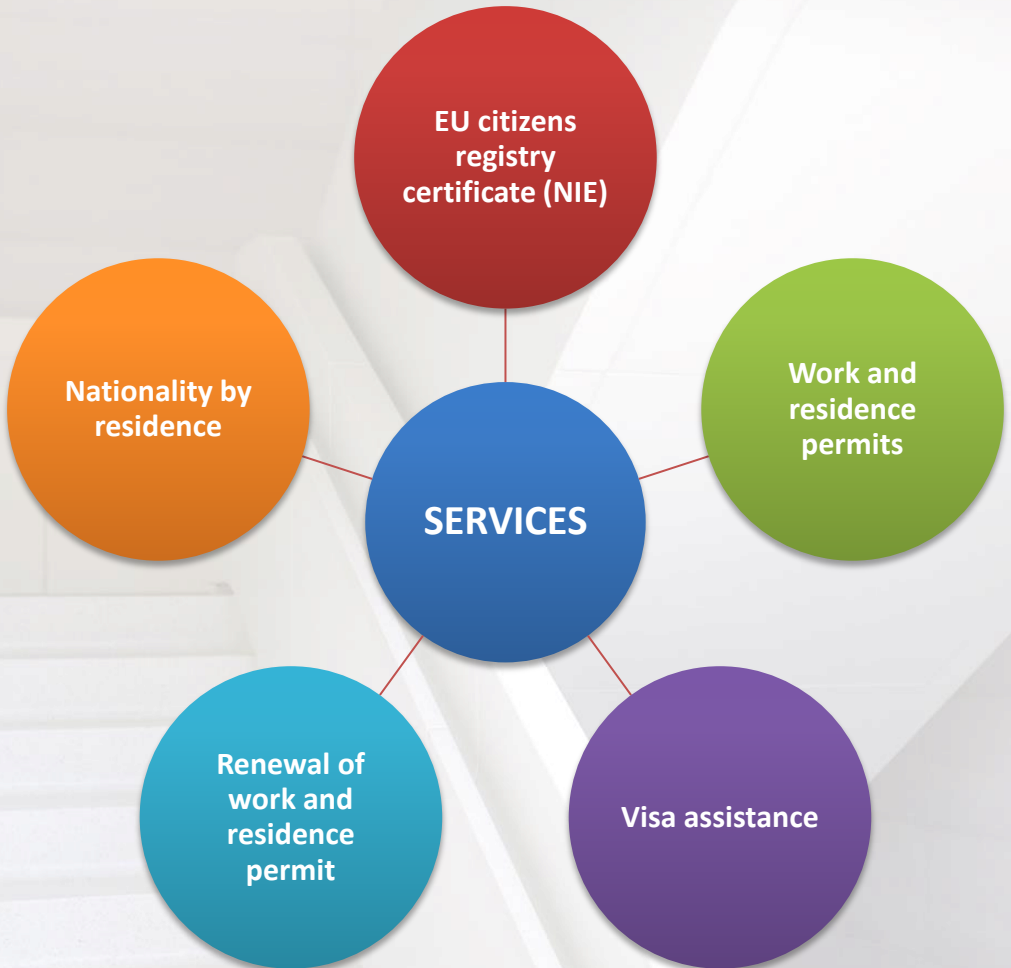 EU citizens
registry
certificate (NIE)
Nationality by
residence
Work and
residence
permits
SERVICES
Renewal of
work and
residence
permit
Visa assistance